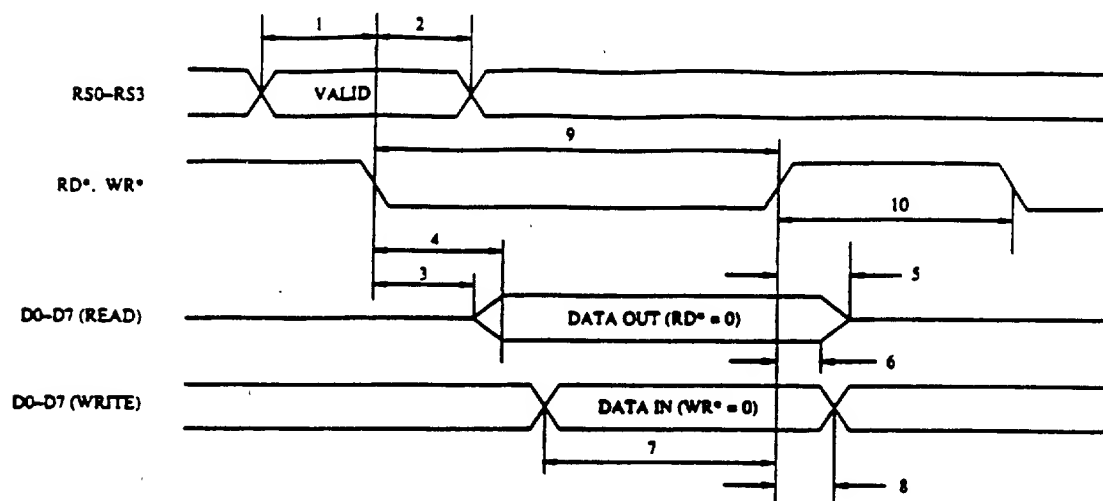 1 2
RS0–RS3 VALID
9
RD*, WR*
10
4
3 5
D0–D7 (READ) DATA OUT (RD* = 0)
6
D0–D7 (WRITE) DATA IN (WR* = 0)
7
8